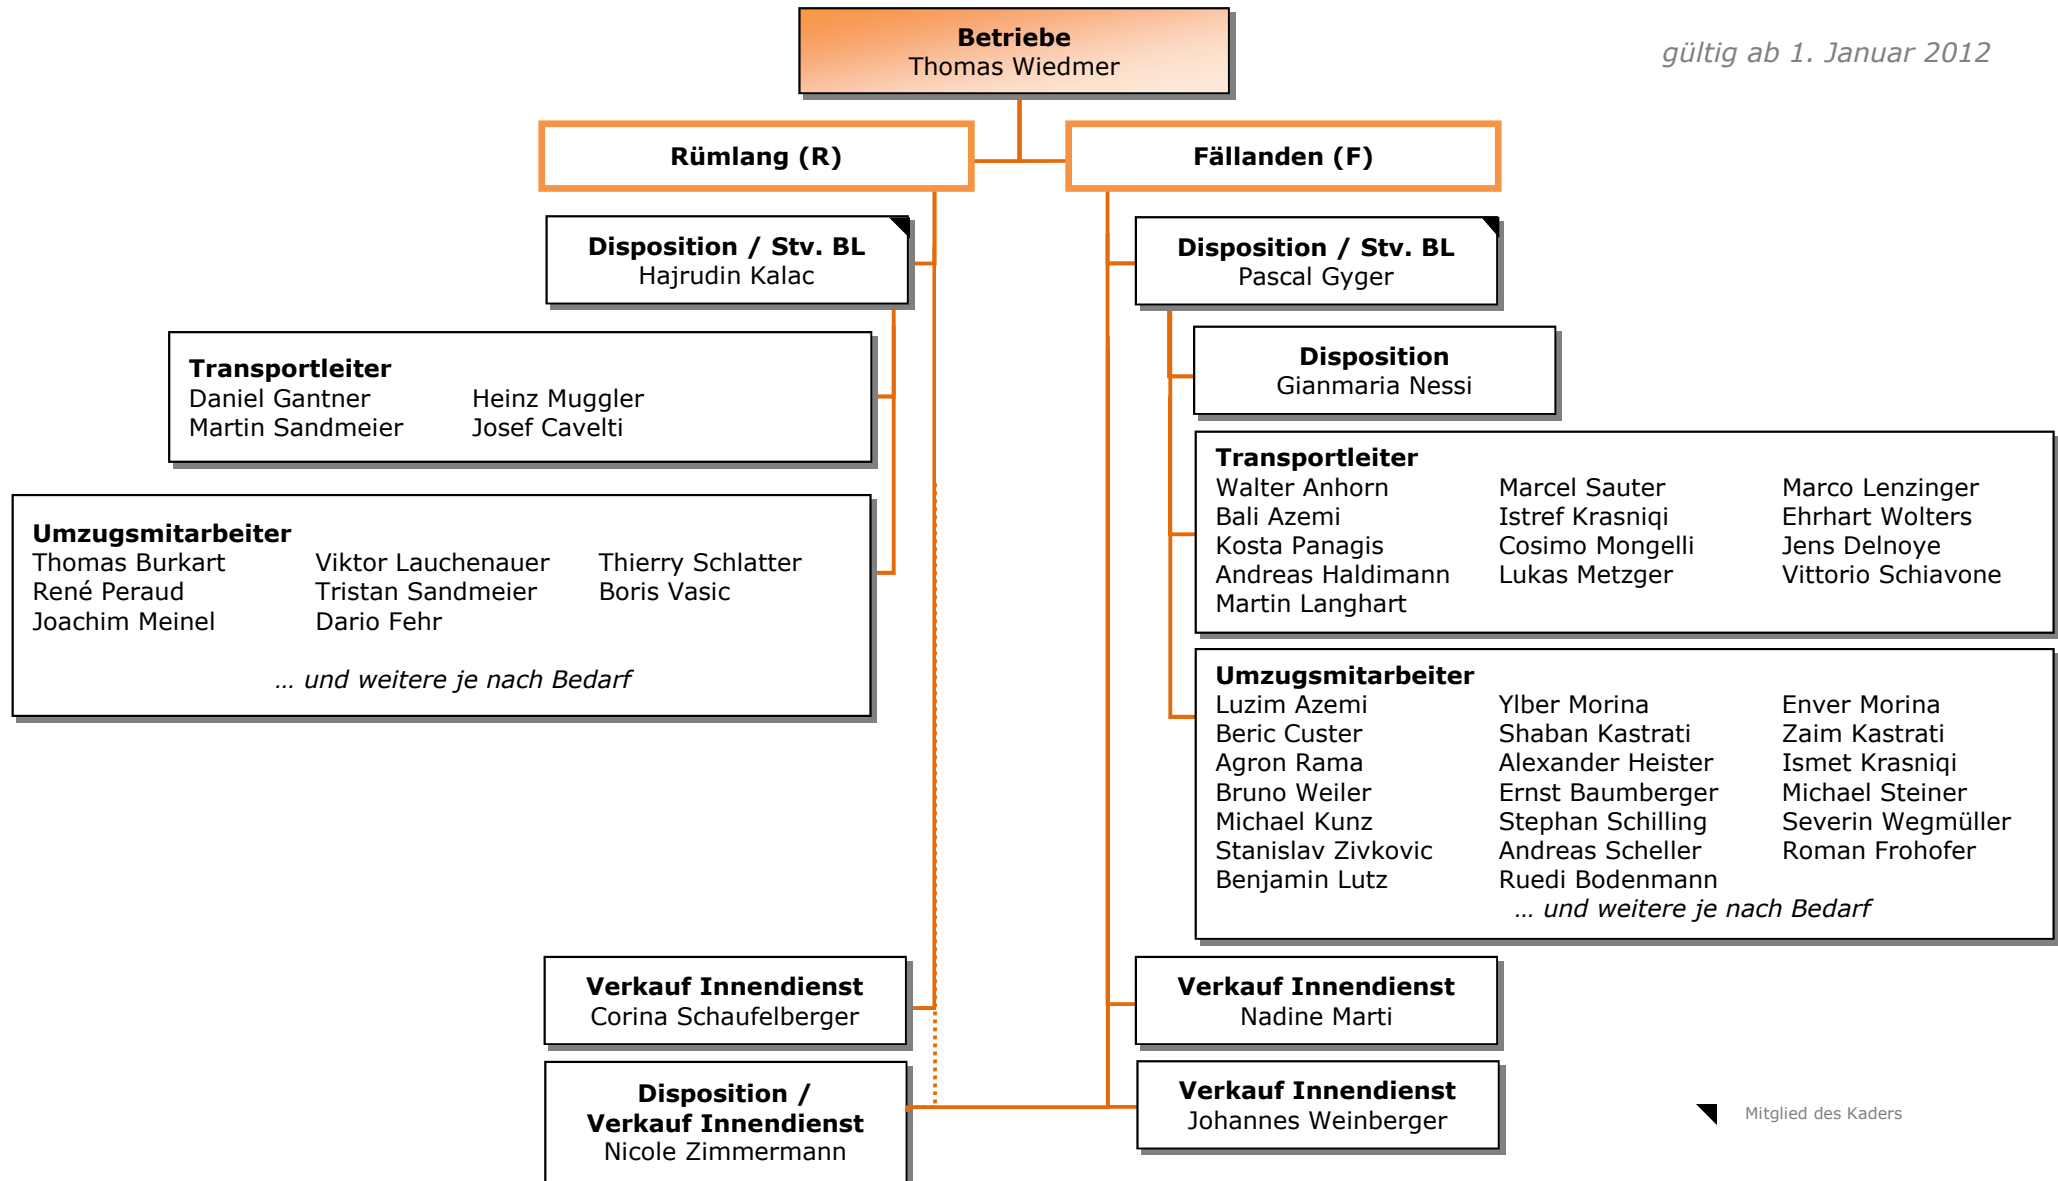 Betriebe
Thomas Wiedmer
gültig ab 1. Januar 2012
Rümlang (R)
Fällanden (F)
Disposition / Stv. BL
Hajrudin Kalac
Disposition / Stv. BL
Pascal Gyger
Transportleiter
Daniel Gantner Heinz Muggler
Martin Sandmeier Josef Cavelti
Disposition
Gianmaria Nessi
Umzugsmitarbeiter
Thomas Burkart Viktor Lauchenauer Thierry Schlatter
René Peraud Tristan Sandmeier Boris Vasic
Joachim Meinel Dario Fehr
… und weitere je nach Bedarf
Transportleiter
Walter Anhorn Marcel Sauter Marco Lenzinger
Bali Azemi Istref Krasniqi Ehrhart Wolters
Kosta Panagis Cosimo Mongelli Jens Delnoye
Andreas Haldimann Lukas Metzger Vittorio Schiavone
Martin Langhart
Umzugsmitarbeiter
Luzim Azemi Ylber Morina Enver Morina
Beric Custer Shaban Kastrati Zaim Kastrati
Agron Rama Alexander Heister Ismet Krasniqi
Bruno Weiler Ernst Baumberger Michael Steiner
Michael Kunz Stephan Schilling Severin Wegmüller
Stanislav Zivkovic Andreas Scheller Roman Frohofer
Benjamin Lutz Ruedi Bodenmann
… und weitere je nach Bedarf
Verkauf Innendienst
Corina Schaufelberger
Verkauf Innendienst
Nadine Marti
Disposition /
Verkauf Innendienst
Nicole Zimmermann
Verkauf Innendienst
Johannes Weinberger
Mitglied des Kaders